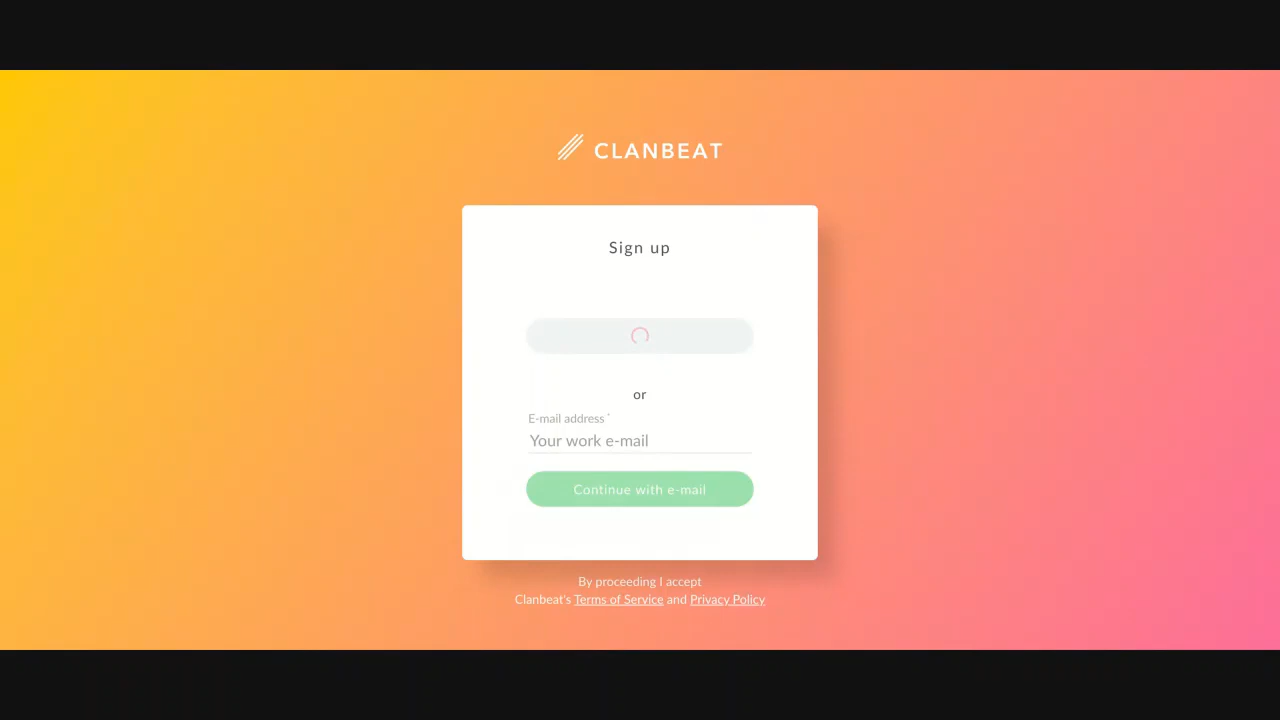 CLANBEAT
Sign up
or
E-mail address *
Your work e-mail
Continue with e-mail
By proceeding I accept
Clanbeat's Terms of Service and Privacy Policy